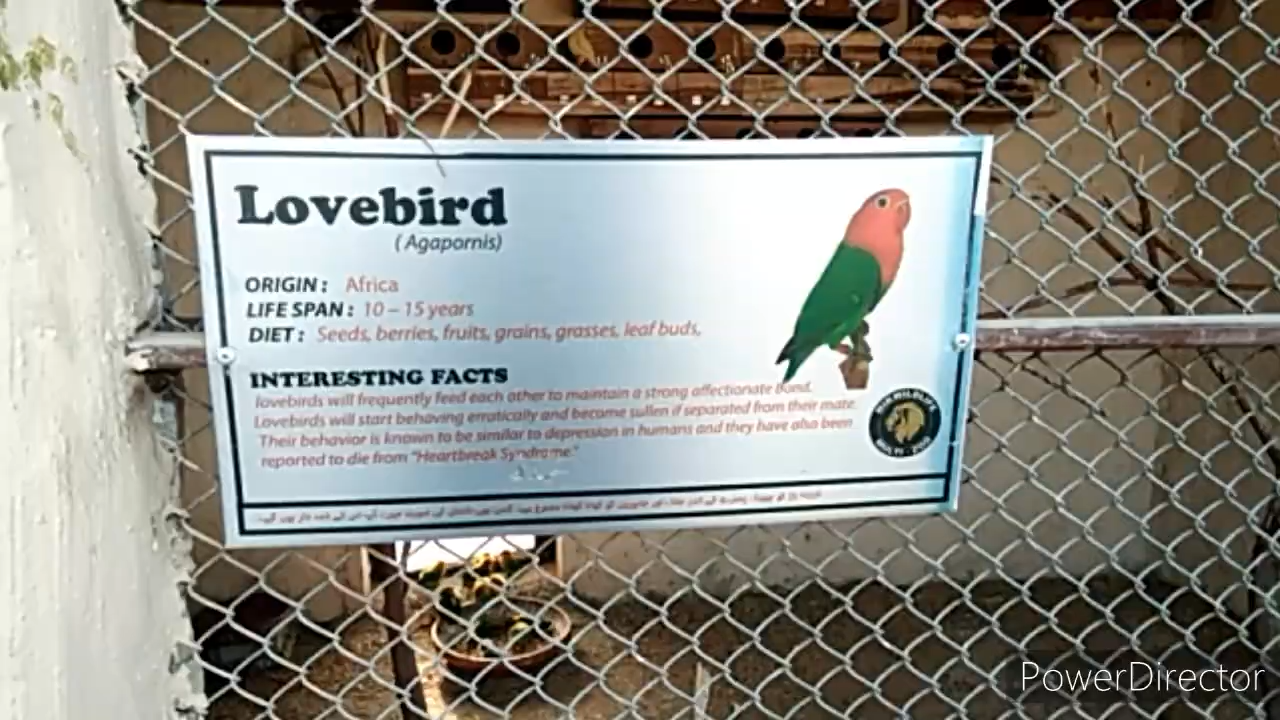 Lovebird
(Agapornis)
ORIGIN : Africa
LIFE SPAN : 10 – 15 years
DIET : Seeds, berries, fruits, grains, grasses, leaf buds,
INTERESTING FACTS
lovebirds will frequently feed each other to maintain a strong affectionate bond.
Lovebirds will start behaving erratically and become sullen if separated from their mate.
Their behavior is known to be similar to depression in humans and they have also been
reported to die from "Heartbreak Syndrome."
WILDLIFE
PowerDirector